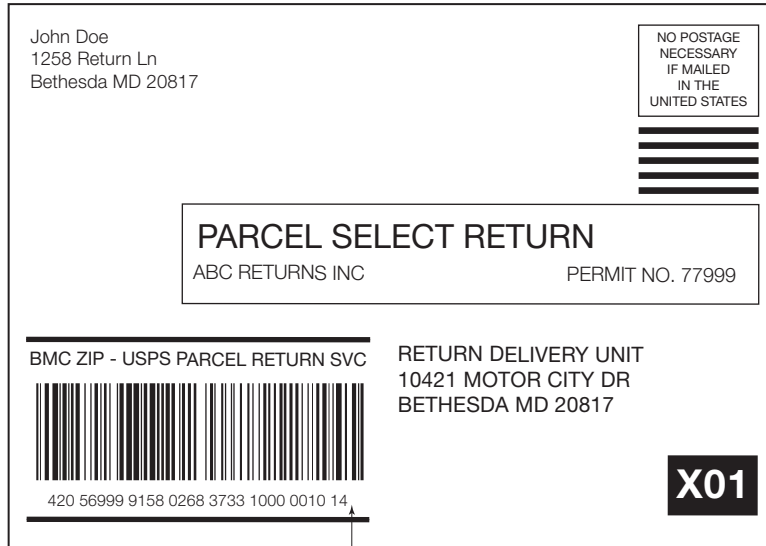 John Doe
1258 Return Ln
Bethesda MD 20817
NO POSTAGE
NECESSARY
IF MAILED
IN THE
UNITED STATES
PARCEL SELECT RETURN
ABC RETURNS INC PERMIT NO. 77999
BMC ZIP - USPS PARCEL RETURN SVC
420 56999 9158 0268 3733 1000 0010 14
RETURN DELIVERY UNIT
10421 MOTOR CITY DR
BETHESDA MD 20817
X01